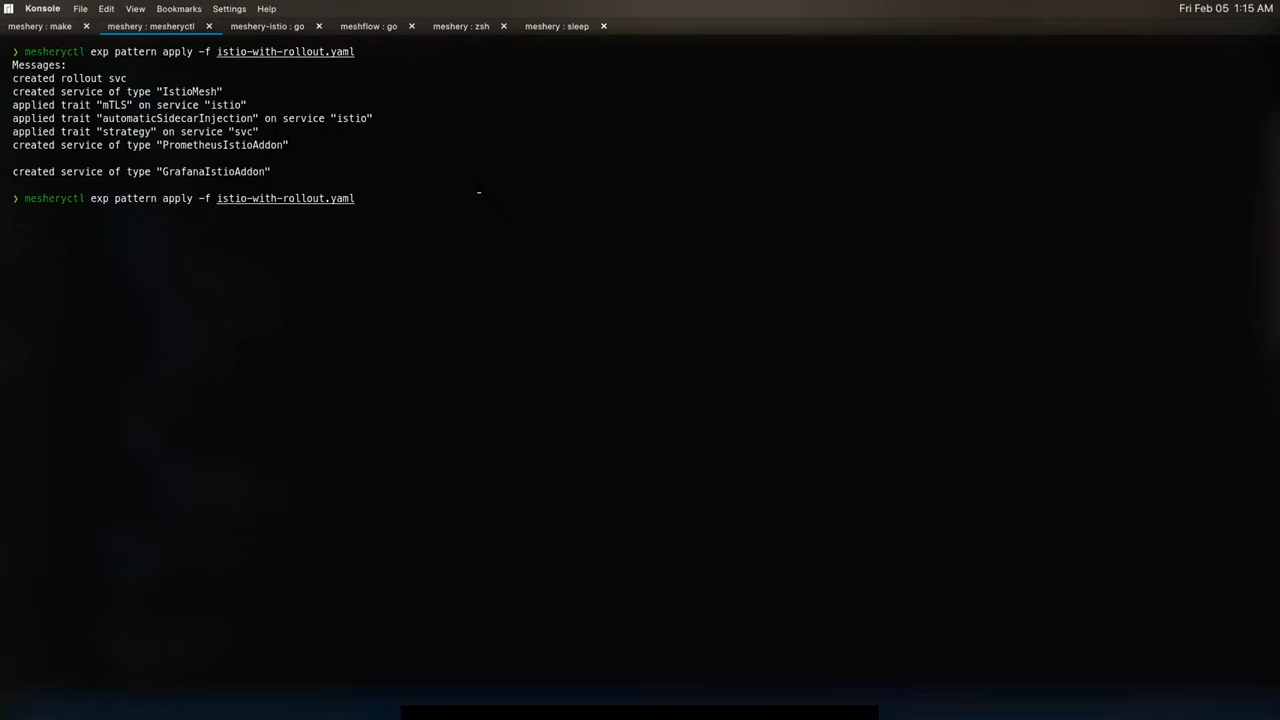 Konsole File Edit View Bookmarks Settings Help Fri Feb 05 1:15 AM
meshery : make ✕ meshery : mesheryctl ✕ meshery-istio : go ✕ meshflow : go ✕ meshery : zsh ✕ meshery : sleep ✕
❯ mesheryctl exp pattern apply -f istio-with-rollout.yaml
Messages:
created rollout svc
created service of type "IstioMesh"
applied trait "mTLS" on service "istio"
applied trait "automaticSidecarInjection" on service "istio"
applied trait "strategy" on service "svc"
created service of type "PrometheusIstioAddon"
created service of type "GrafanaIstioAddon"
❯ mesheryctl exp pattern apply -f istio-with-rollout.yaml